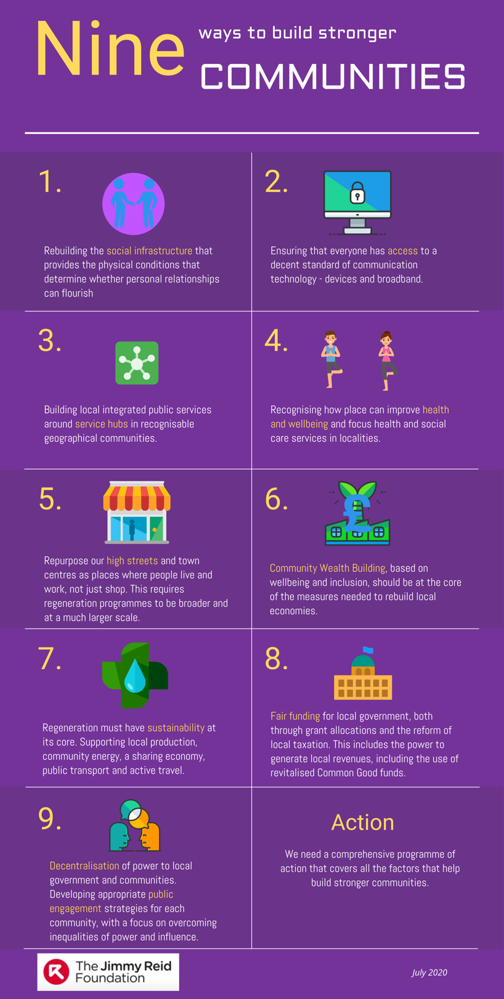 Nine
ways to build stronger
COMMUNITIES
1.
Rebuilding the social infrastructure that
provides the physical conditions that
determine whether personal relationships
can flourish
2.
Ensuring that everyone has access to a
decent standard of communication
technology - devices and broadband.
3.
Building local integrated public services
around service hubs in recognisable
geographical communities.
4.
Recognising how place can improve health
and wellbeing and focus health and social
care services in localities.
5.
Repurpose our high streets and town
centres as places where people live and
work, not just shop. This requires
regeneration programmes to be broader and
at a much larger scale.
6.
£
Community Wealth Building, based on
wellbeing and inclusion, should be at the core
of the measures needed to rebuild local
economies.
7.
Regeneration must have sustainability at
its core. Supporting local production,
community energy, a sharing economy,
public transport and active travel.
8.
Fair funding for local government, both
through grant allocations and the reform of
local taxation. This includes the power to
generate local revenues, including the use of
revitalised Common Good funds.
9.
Decentralisation of power to local
government and communities.
Developing appropriate public
engagement strategies for each
community, with a focus on overcoming
inequalities of power and influence.
Action
We need a comprehensive programme of
action that covers all the factors that help
build stronger communities.
The Jimmy Reid
Foundation
July 2020